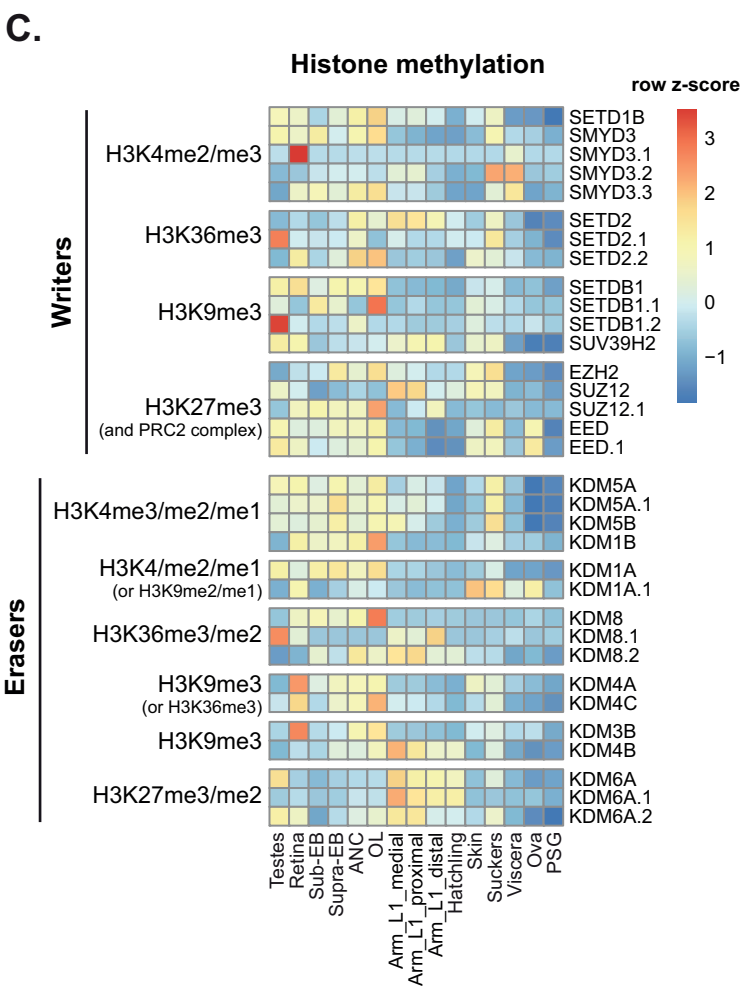 C.
Histone methylation
row z-score
3
2
1
0
−1
Writers
H3K4me2/me3
SETD1B
SMYD3
SMYD3.1
SMYD3.2
SMYD3.3
H3K36me3
SETD2
SETD2.1
SETD2.2
H3K9me3
SETDB1
SETDB1.1
SETDB1.2
SUV39H2
H3K27me3
(and PRC2 complex)
EZH2
SUZ12
SUZ12.1
EED
EED.1
Erasers
H3K4me3/me2/me1
KDM5A
KDM5A.1
KDM5B
KDM1B
H3K4/me2/me1
(or H3K9me2/me1)
KDM1A
KDM1A.1
H3K36me3/me2
KDM8
KDM8.1
KDM8.2
H3K9me3
(or H3K36me3)
KDM4A
KDM4C
H3K9me3
KDM3B
KDM4B
H3K27me3/me2
KDM6A
KDM6A.1
KDM6A.2
Testes
Retina
Sub-EB
Supra-EB
ANC
OL
Arm_L1_medial
Arm_L1_proximal
Arm_L1_distal
Hatchling
Skin
Suckers
Viscera
Ova
PSG